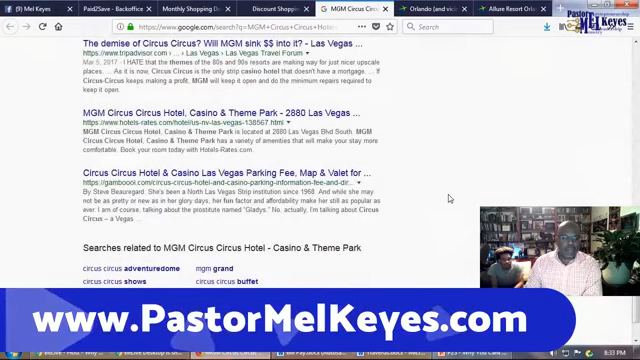 Mel Keyes
Paid2Save - Backoffice
Monthly Shopping Da
Discount Shopping
MGM + Circus + Circus + Hote
Orlando (and vicini
Allure Resort Orlando
Pastor
Mel Keyes
https://www.google.com/search?q=MGM+Circus+Circus+Hotel
Search
The demise of Circus Circus? Will MGM sink $$ into it? - Las Vegas ...
https://www.tripadvisor.com › ... › Las Vegas › Las Vegas Travel Forum
Mar 5, 2017 - I HATE that the themes of the 80s and 90s resorts are making way for just nicer upscale
places. ... As it is now, Circus Circus is the only strip casino hotel that doesn't have a mortgage. ... If
Circus-Circus keeps making a profit, MGM will keep it open and do the minimum repairs required to
keep it open.
MGM Circus Circus Hotel, Casino & Theme Park - 2880 Las Vegas ...
https://www.hotels-rates.com/hotel/us-nv-las-vegas-138567.html
MGM Circus Circus Hotel, Casino & Theme Park is located at 2880 Las Vegas Blvd South. MGM
Circus Circus Hotel, Casino & Theme Park has a variety of amenities that will make your stay more
comfortable. Book your room today with Hotels-Rates.com.
Circus Circus Hotel & Casino Las Vegas Parking Fee, Map & Valet for ...
https://gamboool.com/circus-circus-hotel-and-casino-parking-information-fee-and-dir...
By Steve Beauregard. She's been a North Las Vegas Strip institution since 1968. And while she may
not be as pretty or new as in her glory days, her fun factor and affordability make her still as popular as
ever. I am of course, talking about the prostitute named "Gladys." No, actually, I'm talking about Circus
Circus – a Vegas ...
Searches related to MGM Circus Circus Hotel - Casino & Theme Park
circus circus adventuredome
mgm grand
circus circus shows
circus circus buffet
www.PastorMelKeyes.com
8:33 PM